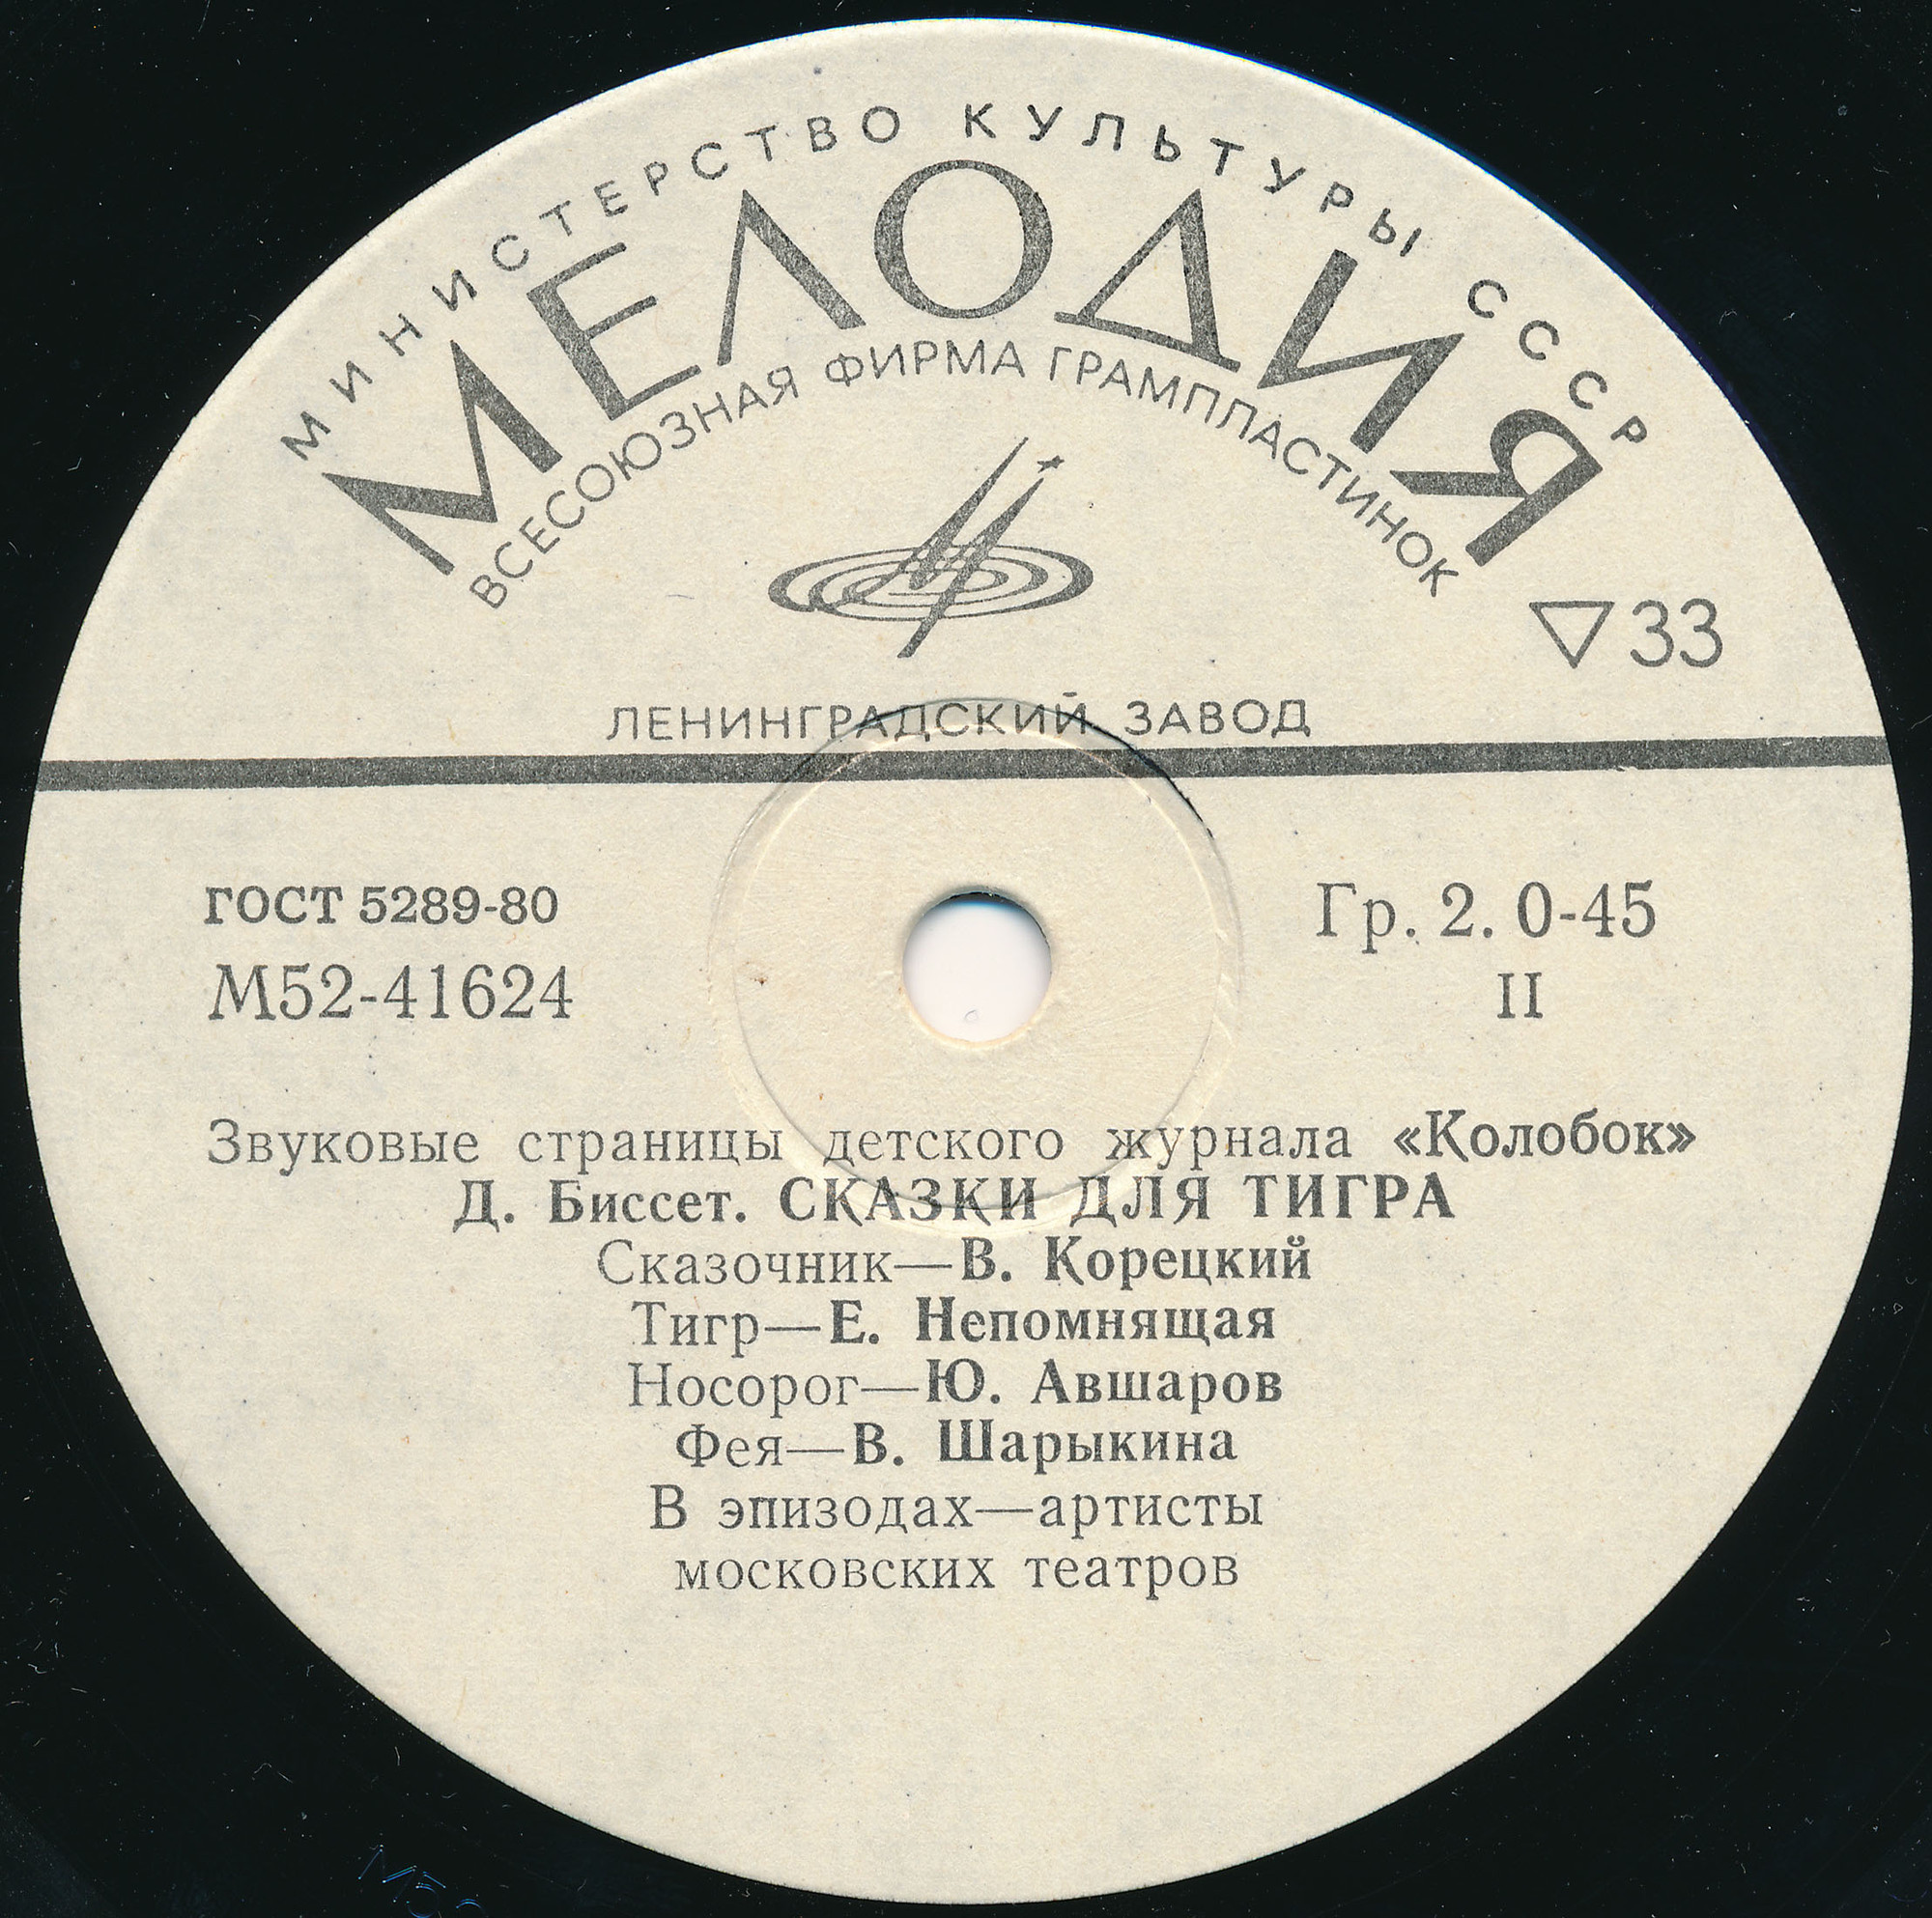 МИНИСТЕРСТВО КУЛЬТУРЫ СССР
МЕЛОДИЯ
ВСЕСОЮЗНАЯ ФИРМА ГРАМПЛАСТИНОК
▽33
ЛЕНИНГРАДСКИЙ ЗАВОД
ГОСТ 5289-80
Гр. 2. 0-45
М52-41624
II
Звуковые страницы детского журнала «Колобок»
Д. Биссет. СКАЗКИ ДЛЯ ТИГРА
Сказочник—В. Корецкий
Тигр—Е. Непомнящая
Носорог—Ю. Авшаров
Фея—В. Шарыкина
В эпизодах—артисты
московских театров